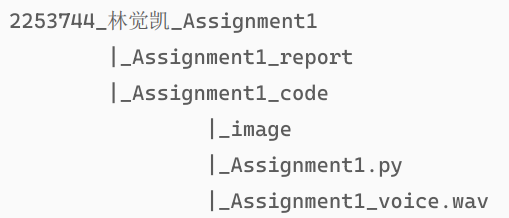 2253744_林觉凯_Assignment1
|_Assignment1_report
|_Assignment1_code
|_image
|_Assignment1.py
|_Assignment1_voice.wav